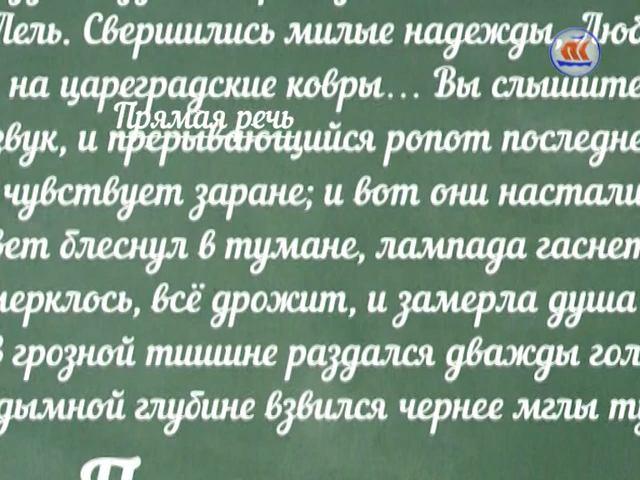 Лель. Свершились милые надежды, Люб
на цареградские ковры... Вы слышите
Прямая речь
звук, и прерывающийся ропот последне
чувствует заране; и вот они настали
вет блеснул в тумане, лампада гаснет
мерклось, всё дрожит, и замерла душа
в грозной тишине раздался дважды гол
дымной глубине взвился чернее мглы ту
П